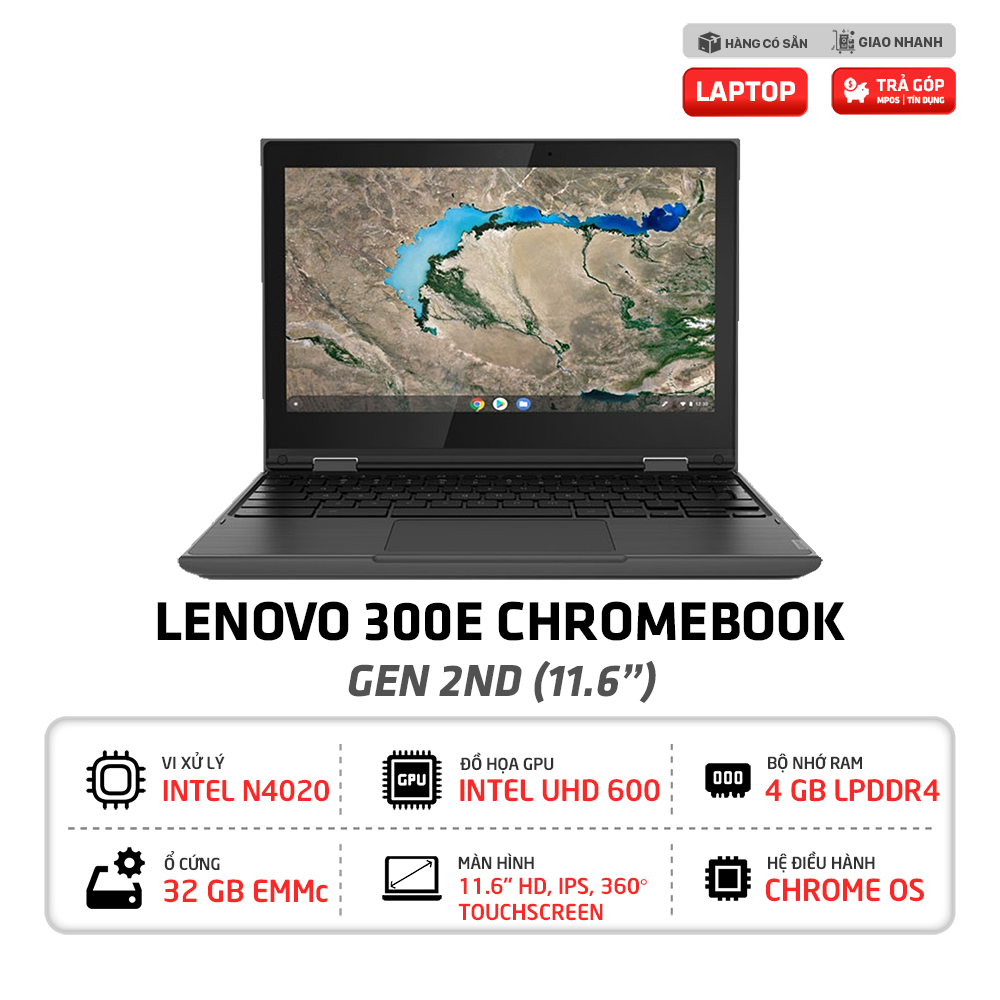 HÀNG CÓ SẴN
GIAO NHANH
LAPTOP
TRẢ GÓP
MPOS | TÍN DỤNG
LENOVO 300E CHROMEBOOK
GEN 2ND (11.6”)
VI XỬ LÝ
INTEL N4020
ĐỒ HỌA GPU
GPU
INTEL UHD 600
BỘ NHỚ RAM
4 GB LPDDR4
Ổ CỨNG
32 GB EMMc
MÀN HÌNH
11.6” HD, IPS, 360°
TOUCHSCREEN
HỆ ĐIỀU HÀNH
CHROME OS